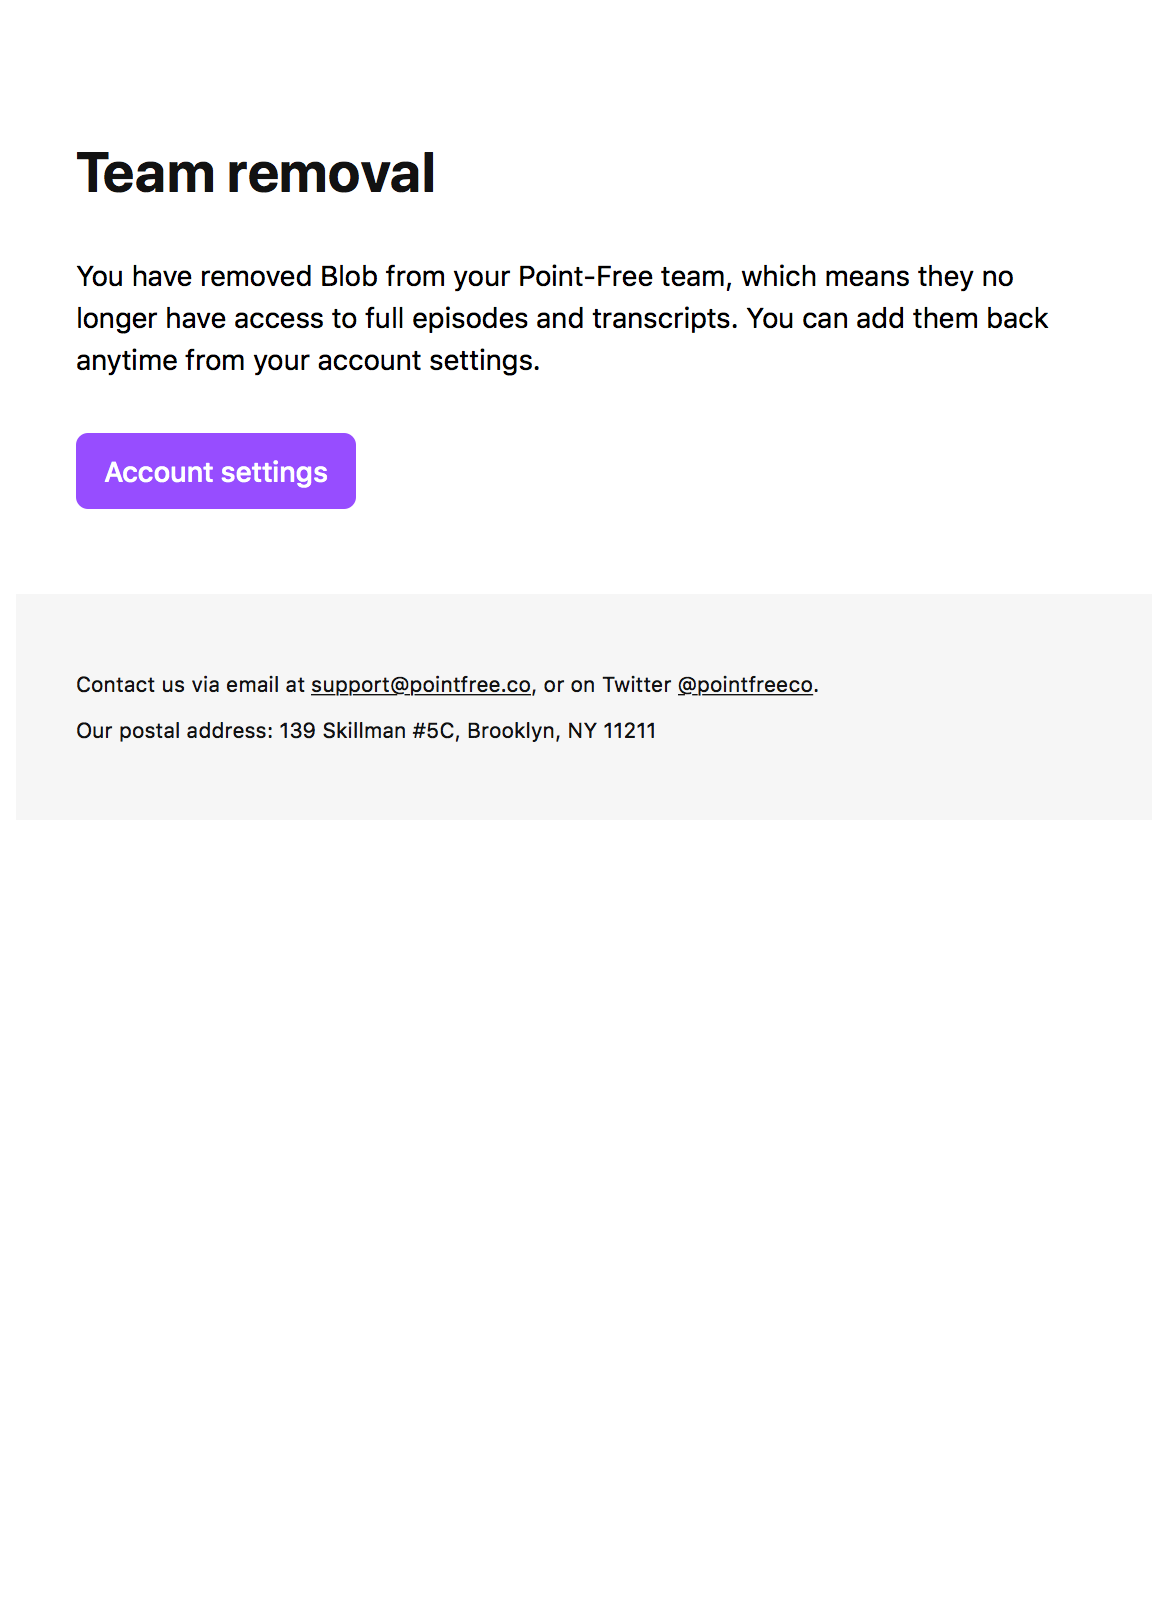 Team removal
You have removed Blob from your Point-Free team, which means they no
longer have access to full episodes and transcripts. You can add them back
anytime from your account settings.
Account settings
Contact us via email at support@pointfree.co, or on Twitter @pointfreeco.
Our postal address: 139 Skillman #5C, Brooklyn, NY 11211